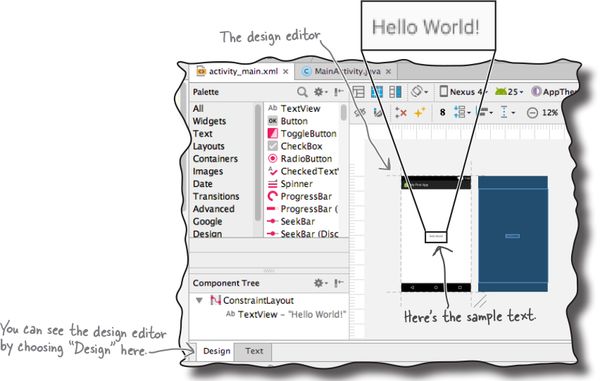 Hello World!
The design editor
activity_main.xml ×
MainActivity.java ×
Palette
Nexus 4
25
AppThe
8
12%
All
Widgets
Text
Layouts
Containers
Images
Date
Transitions
Advanced
Google
Design
Ab TextView
OK Button
ToggleButton
CheckBox
RadioButton
CheckedText
Spinner
ProgressBar
ProgressBar (
SeekBar
SeekBar (Disc
Component Tree
ConstraintLayout
Ab TextView – "Hello World!"
Here's the sample text.
You can see the design editor
by choosing "Design" here.
Design
Text